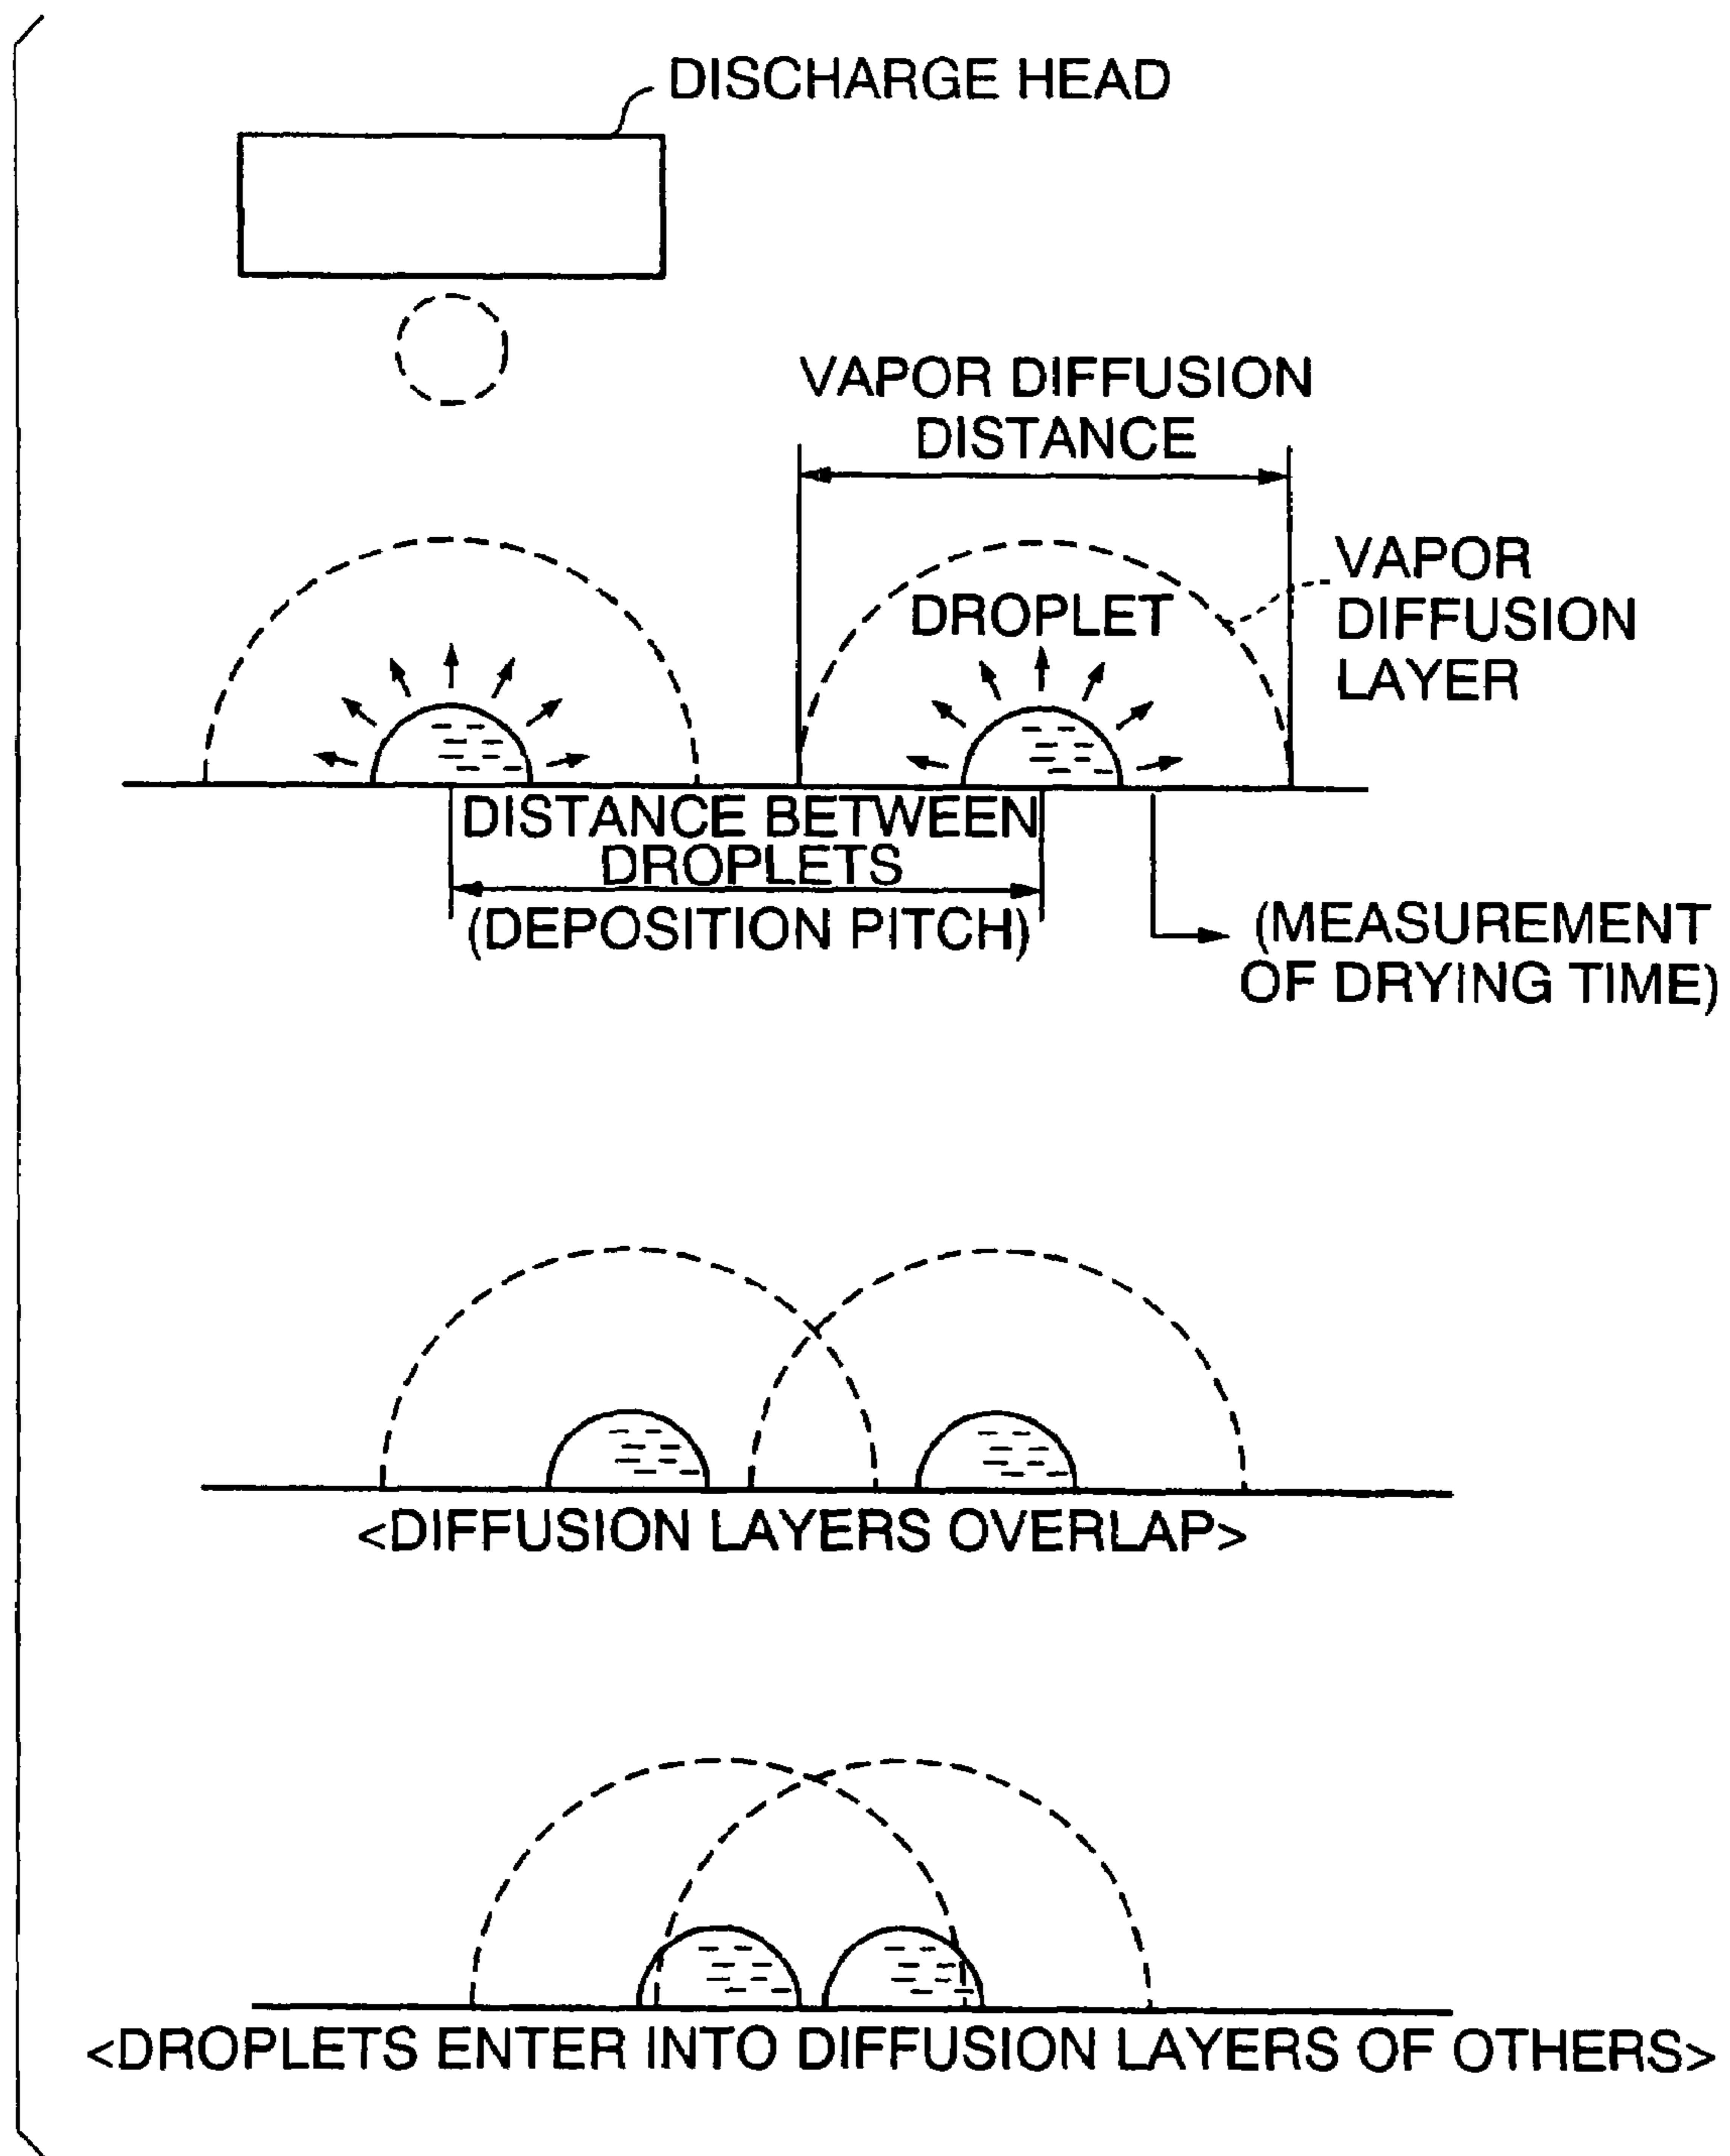 DISCHARGE HEAD
VAPOR DIFFUSION
DISTANCE
VAPOR
DIFFUSION
LAYER
DROPLET
DISTANCE BETWEEN
DROPLETS
(DEPOSITION PITCH)
(MEASUREMENT
OF DRYING TIME)
<DIFFUSION LAYERS OVERLAP>
<DROPLETS ENTER INTO DIFFUSION LAYERS OF OTHERS>